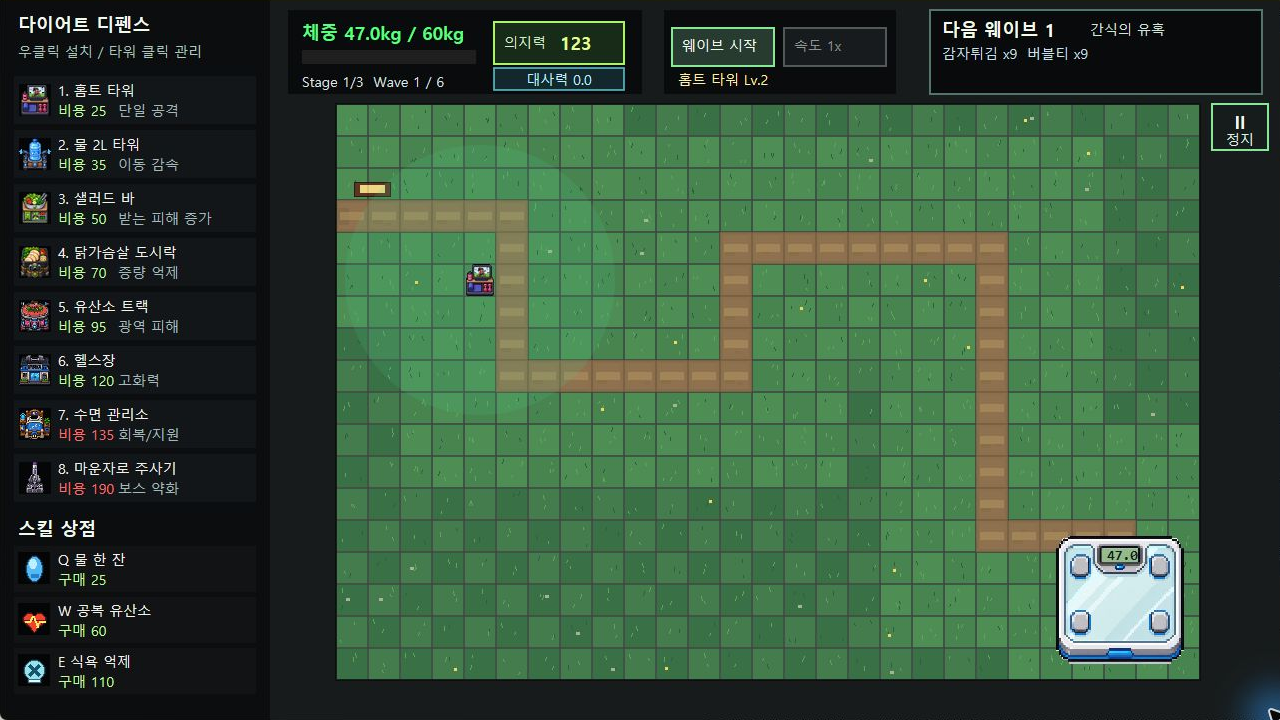 다이어트 디펜스
우클릭 설치 / 타워 클릭 관리
1. 홈트 타워
비용 25 단일 공격
2. 물 2L 타워
비용 35 이동 감속
3. 샐러드 바
비용 50 받는 피해 증가
4. 닭가슴살 도시락
비용 70 증량 억제
5. 유산소 트랙
비용 95 광역 피해
6. 헬스장
비용 120 고화력
7. 수면 관리소
비용 135 회복/지원
8. 마운자로 주사기
비용 190 보스 약화
스킬 상점
Q 물 한 잔
구매 25
W 공복 유산소
구매 60
E 식욕 억제
구매 110
체중 47.0kg / 60kg
Stage 1/3 Wave 1 / 6
의지력 123
대사력 0.0
웨이브 시작
속도 1x
홈트 타워 Lv.2
다음 웨이브 1 간식의 유혹
감자튀김 x9 버블티 x9
정지
47.0